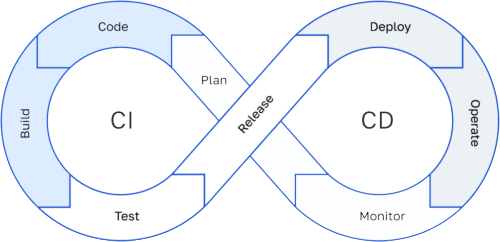 Code
Plan
Build
CI
Test
Release
Deploy
Operate
CD
Monitor